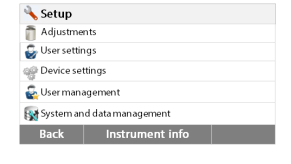 Setup
Adjustments
User settings
Device settings
User management
System and data management
Back Instrument info